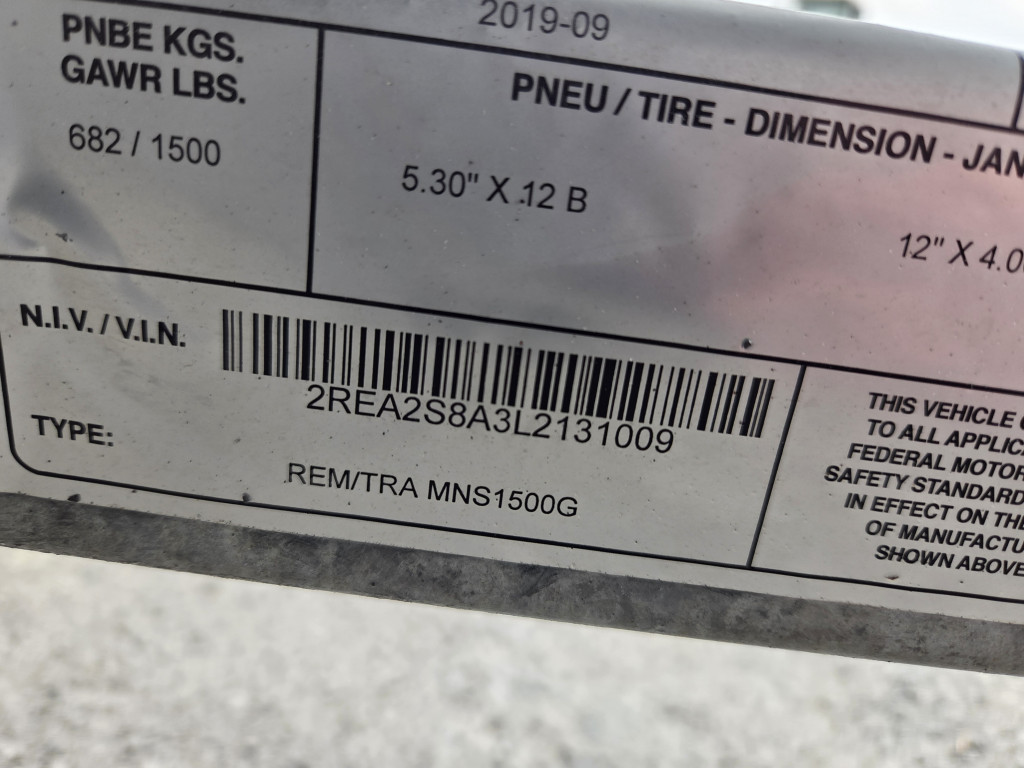 2019-09
PNBE KGS.
GAWR LBS.
682 / 1500
PNEU / TIRE - DIMENSION - JAN
5.30" X 12 B
12" X 4.0
N.I.V. / V.I.N.
2REA2S8A3L2131009
TYPE:
REM/TRA MNS1500G
THIS VEHICLE
TO ALL APPLIC
FEDERAL MOTOR
SAFETY STANDARD
IN EFFECT ON TH
OF MANUFACTU
SHOWN ABOVE